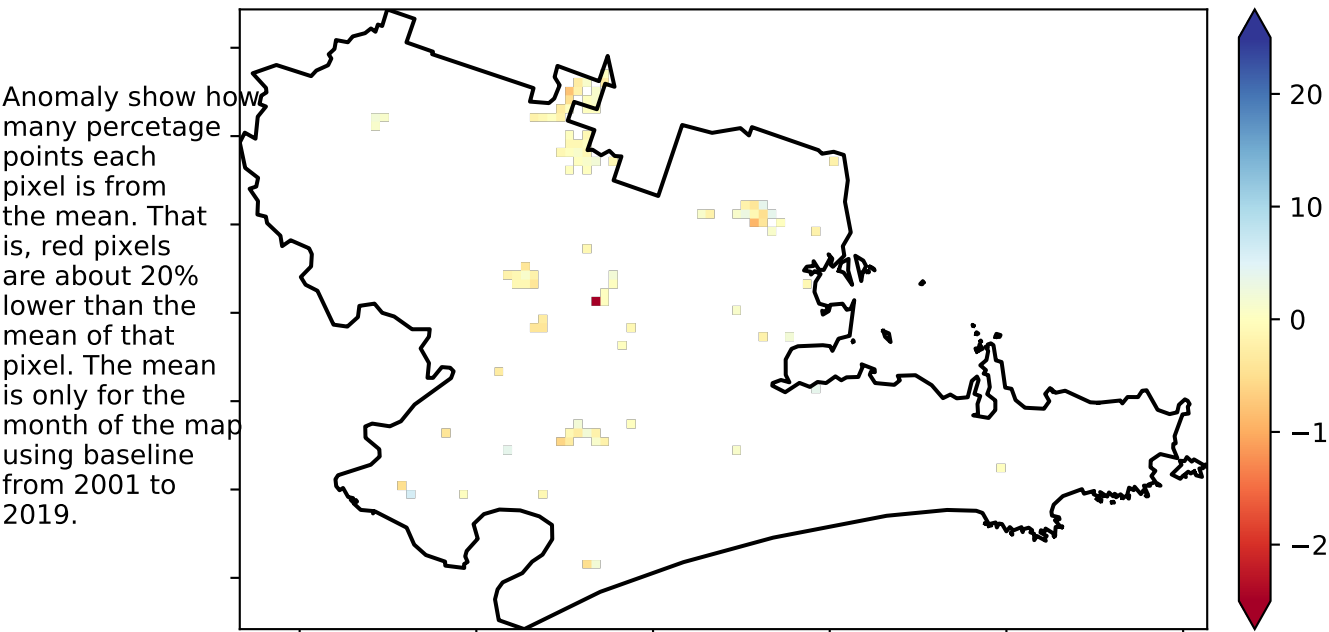 Anomaly show how
many percetage
points each
pixel is from
the mean. That
is, red pixels
are about 20%
lower than the
mean of that
pixel. The mean
is only for the
month of the map
using baseline
from 2001 to
2019.
20
10
0
−1
−2